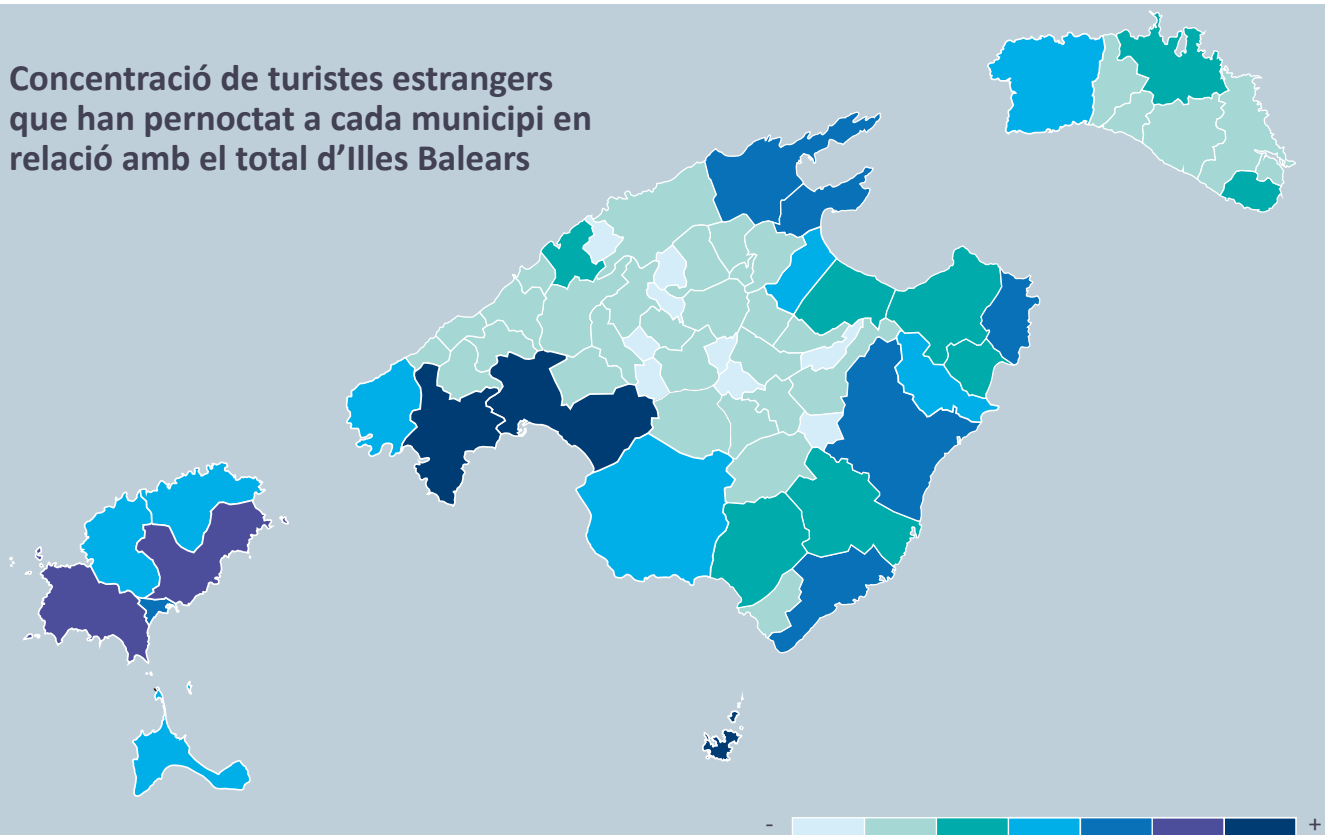 Concentració de turistes estrangers
que han pernoctat a cada municipi en
relació amb el total d'Illes Balears
- +